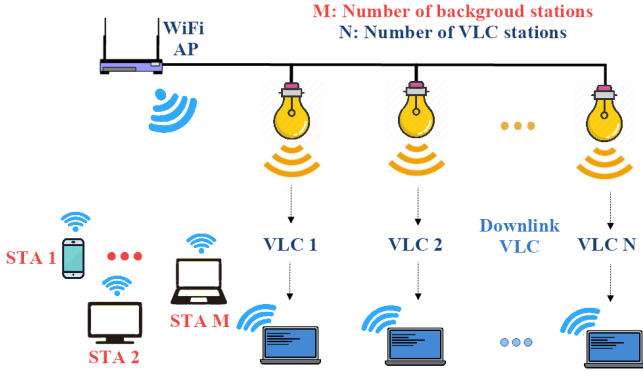 M: Number of backgroud stations
N: Number of VLC stations
WiFi
AP
VLC 1
VLC 2
Downlink
VLC
VLC N
STA 1
STA M
STA 2